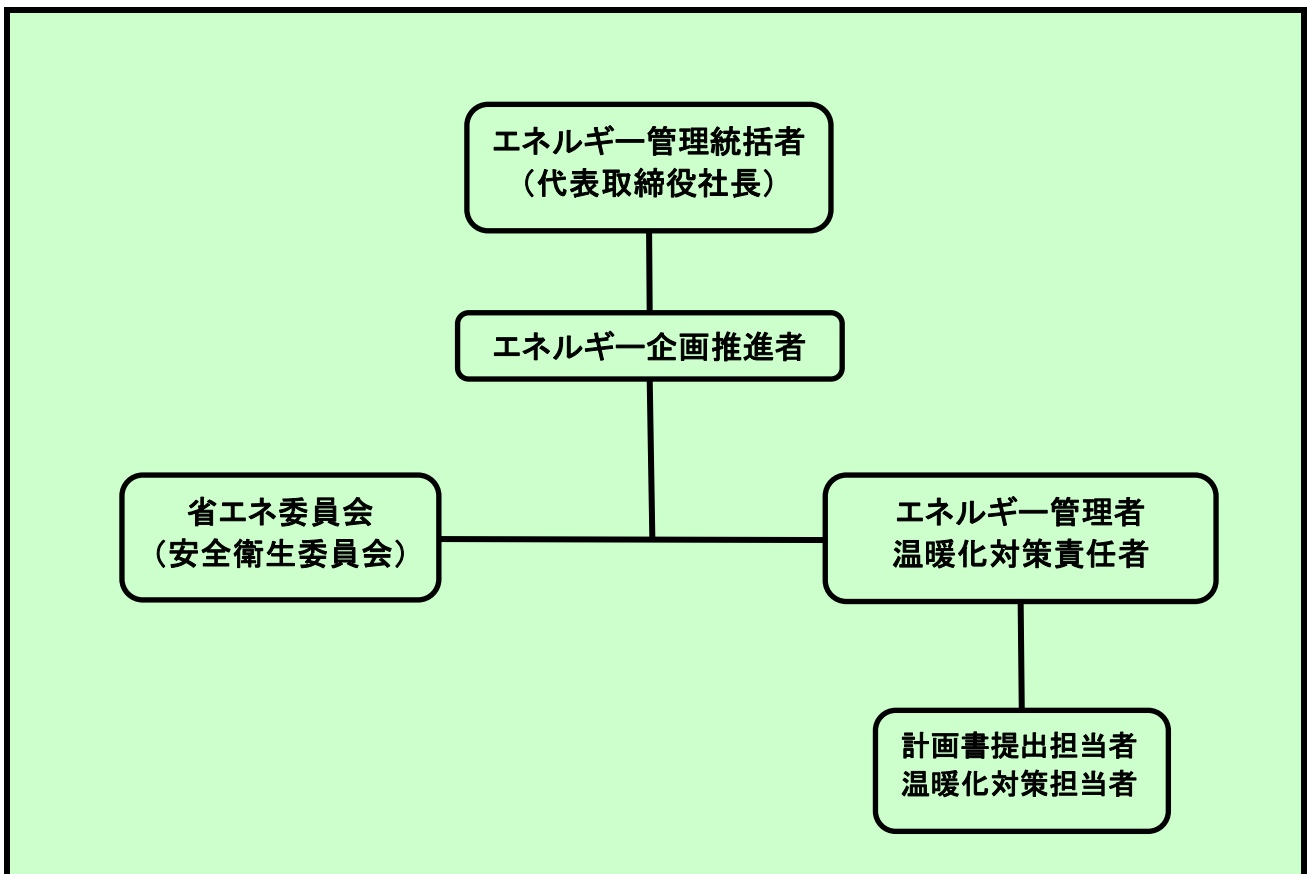 エネルギー管理統括者
（代表取締役社長）
エネルギー企画推進者
省エネ委員会
（安全衛生委員会）
エネルギー管理者
温暖化対策責任者
計画書提出担当者
温暖化対策担当者